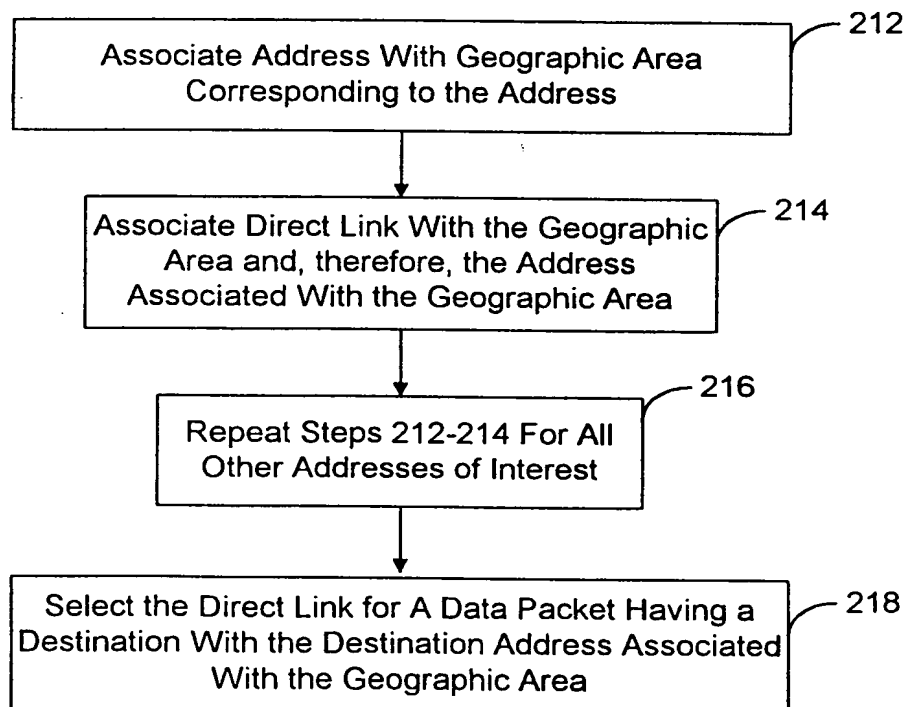 212
Associate Address With Geographic Area
Corresponding to the Address
214
Associate Direct Link With the Geographic
Area and, therefore, the Address
Associated With the Geographic Area
216
Repeat Steps 212-214 For All
Other Addresses of Interest
218
Select the Direct Link for A Data Packet Having a
Destination With the Destination Address Associated
With the Geographic Area